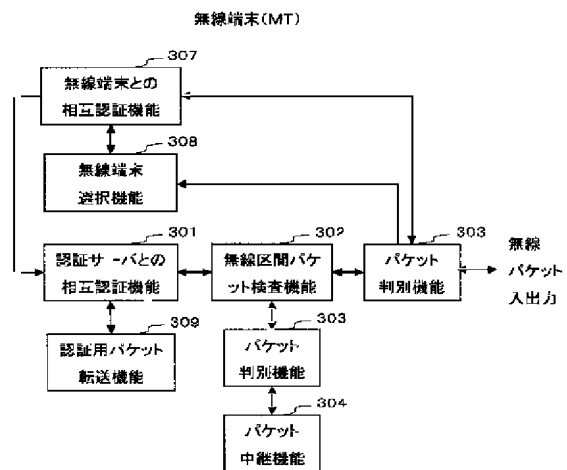 無線端末(MT)
307
無線端末との
相互認証機能
308
無線端末
選択機能
301
認証サーバとの
相互認証機能
302
無線区間パケ
ット検査機能
303
パケット
判別機能
無線
パケット
入出力
309
認証用パケット
転送機能
303
パケット
判別機能
304
パケット
中継機能